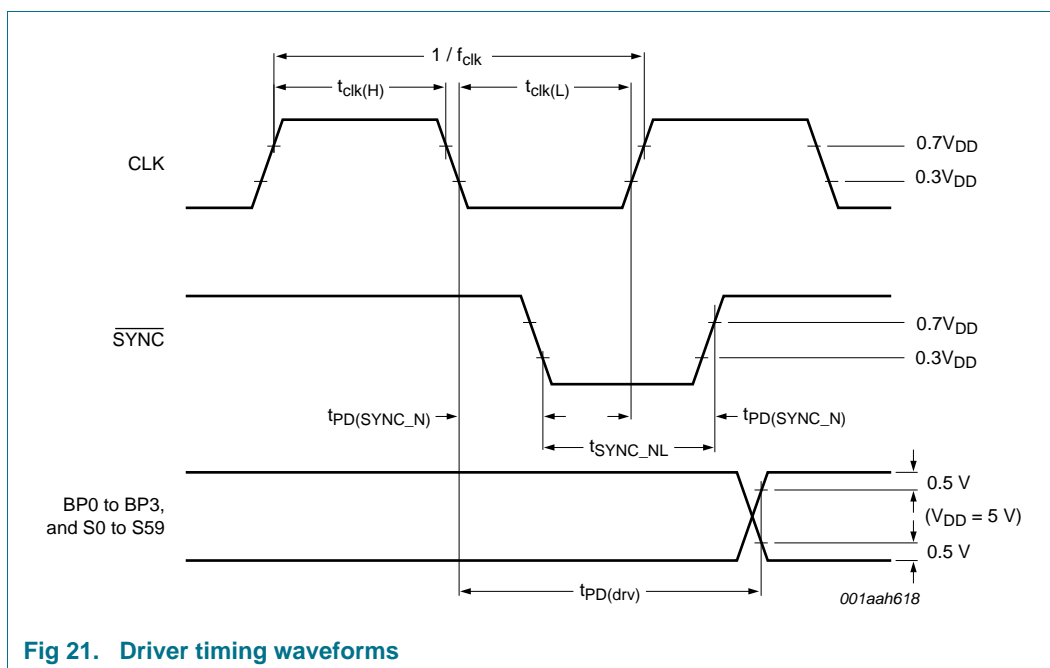 1 / fclk
tclk(H)
tclk(L)
CLK
0.7VDD
0.3VDD
SYNC
0.7VDD
0.3VDD
tPD(SYNC_N)
tPD(SYNC_N)
tSYNC_NL
BP0 to BP3,
and S0 to S59
0.5 V
(VDD = 5 V)
0.5 V
tPD(drv)
001aah618
Fig 21. Driver timing waveforms